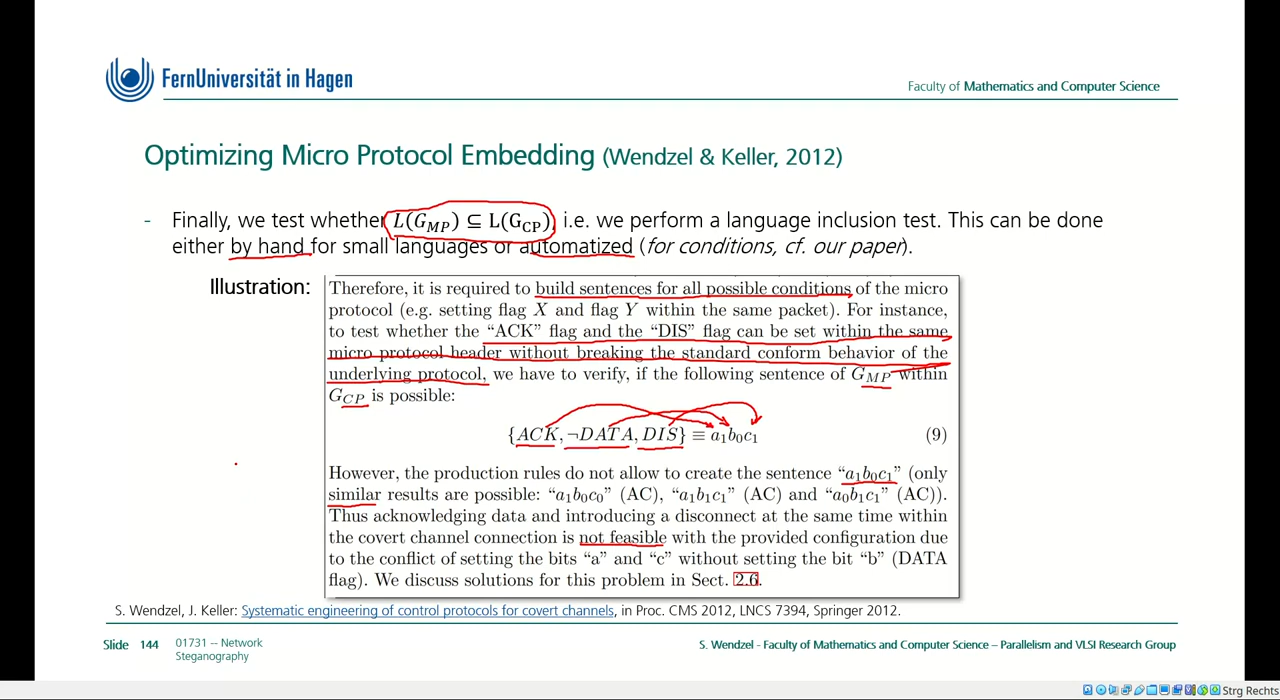 FernUniversität in Hagen
Faculty of Mathematics and Computer Science
Optimizing Micro Protocol Embedding (Wendzel & Keller, 2012)
- Finally, we test whether L(G_MP) ⊆ L(G_CP), i.e. we perform a language inclusion test. This can be done
either by hand for small languages or automatized (for conditions, cf. our paper).
Illustration:
Therefore, it is required to build sentences for all possible conditions of the micro
protocol (e.g. setting flag X and flag Y within the same packet). For instance,
to test whether the “ACK” flag and the “DIS” flag can be set within the same
micro protocol header without breaking the standard conform behavior of the
underlying protocol, we have to verify, if the following sentence of G_MP within
G_CP is possible:
{ACK, ¬DATA, DIS} ≡ a₁b₀c₁ (9)
However, the production rules do not allow to create the sentence “a₁b₀c₁” (only
similar results are possible: “a₁b₀c₀” (AC), “a₁b₁c₁” (AC) and “a₀b₁c₁” (AC)).
Thus acknowledging data and introducing a disconnect at the same time within
the covert channel connection is not feasible with the provided configuration due
to the conflict of setting the bits “a” and “c” without setting the bit “b” (DATA
flag). We discuss solutions for this problem in Sect. 2.6.
S. Wendzel, J. Keller: Systematic engineering of control protocols for covert channels, in Proc. CMS 2012, LNCS 7394, Springer 2012.
Slide 144
01731 -- Network
Steganography
S. Wendzel - Faculty of Mathematics and Computer Science – Parallelism and VLSI Research Group
Strg Rechts